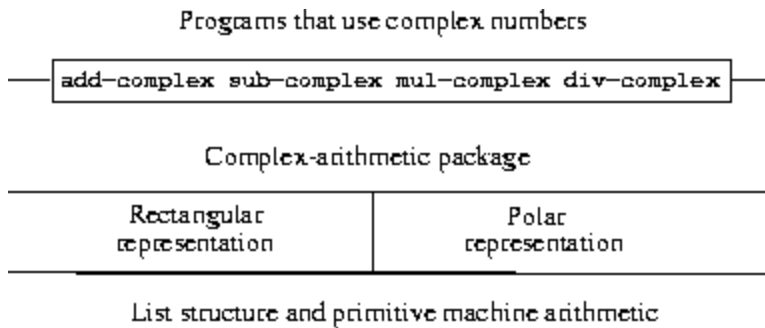 Programs that use complex numbers
add-complex sub-complex mul-complex div-complex
Complex-arithmetic package
Rectangular
representation
Polar
representation
List structure and primitive machine arithmetic